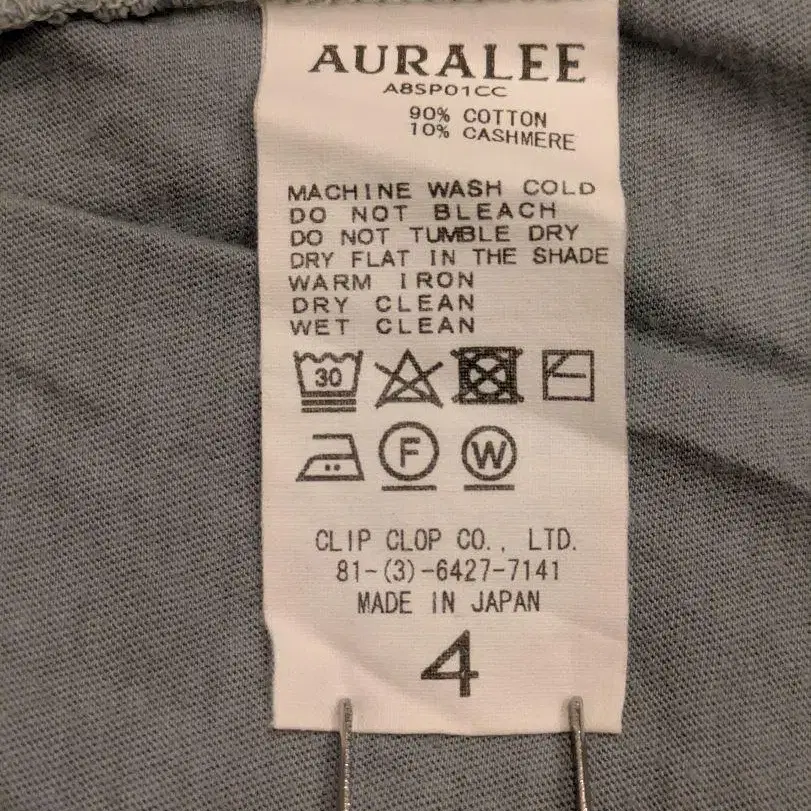 AURALEE
A8SP01CC
90% COTTON
10% CASHMERE
MACHINE WASH COLD
DO NOT BLEACH
DO NOT TUMBLE DRY
DRY FLAT IN THE SHADE
WARM IRON
DRY CLEAN
WET CLEAN
30
F W
CLIP CLOP CO., LTD.
81-(3)-6427-7141
MADE IN JAPAN
4